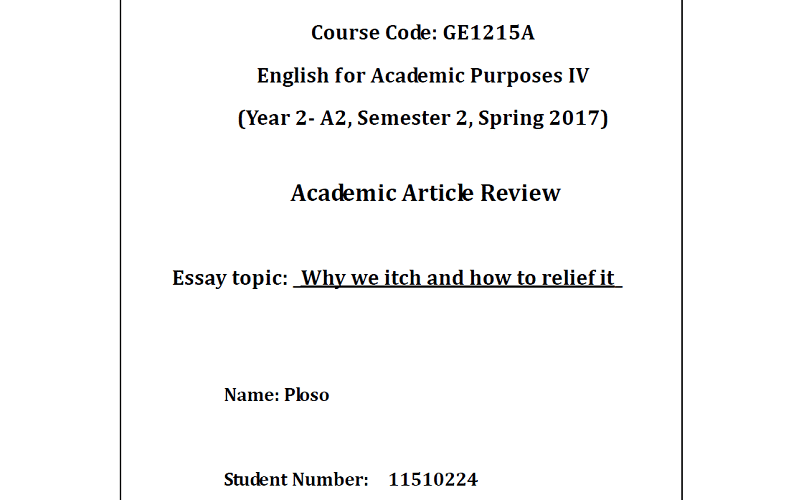 Course Code: GE1215A
English for Academic Purposes IV
(Year 2- A2, Semester 2, Spring 2017)
Academic Article Review
Essay topic: Why we itch and how to relief it
Name: Ploso
Student Number: 11510224